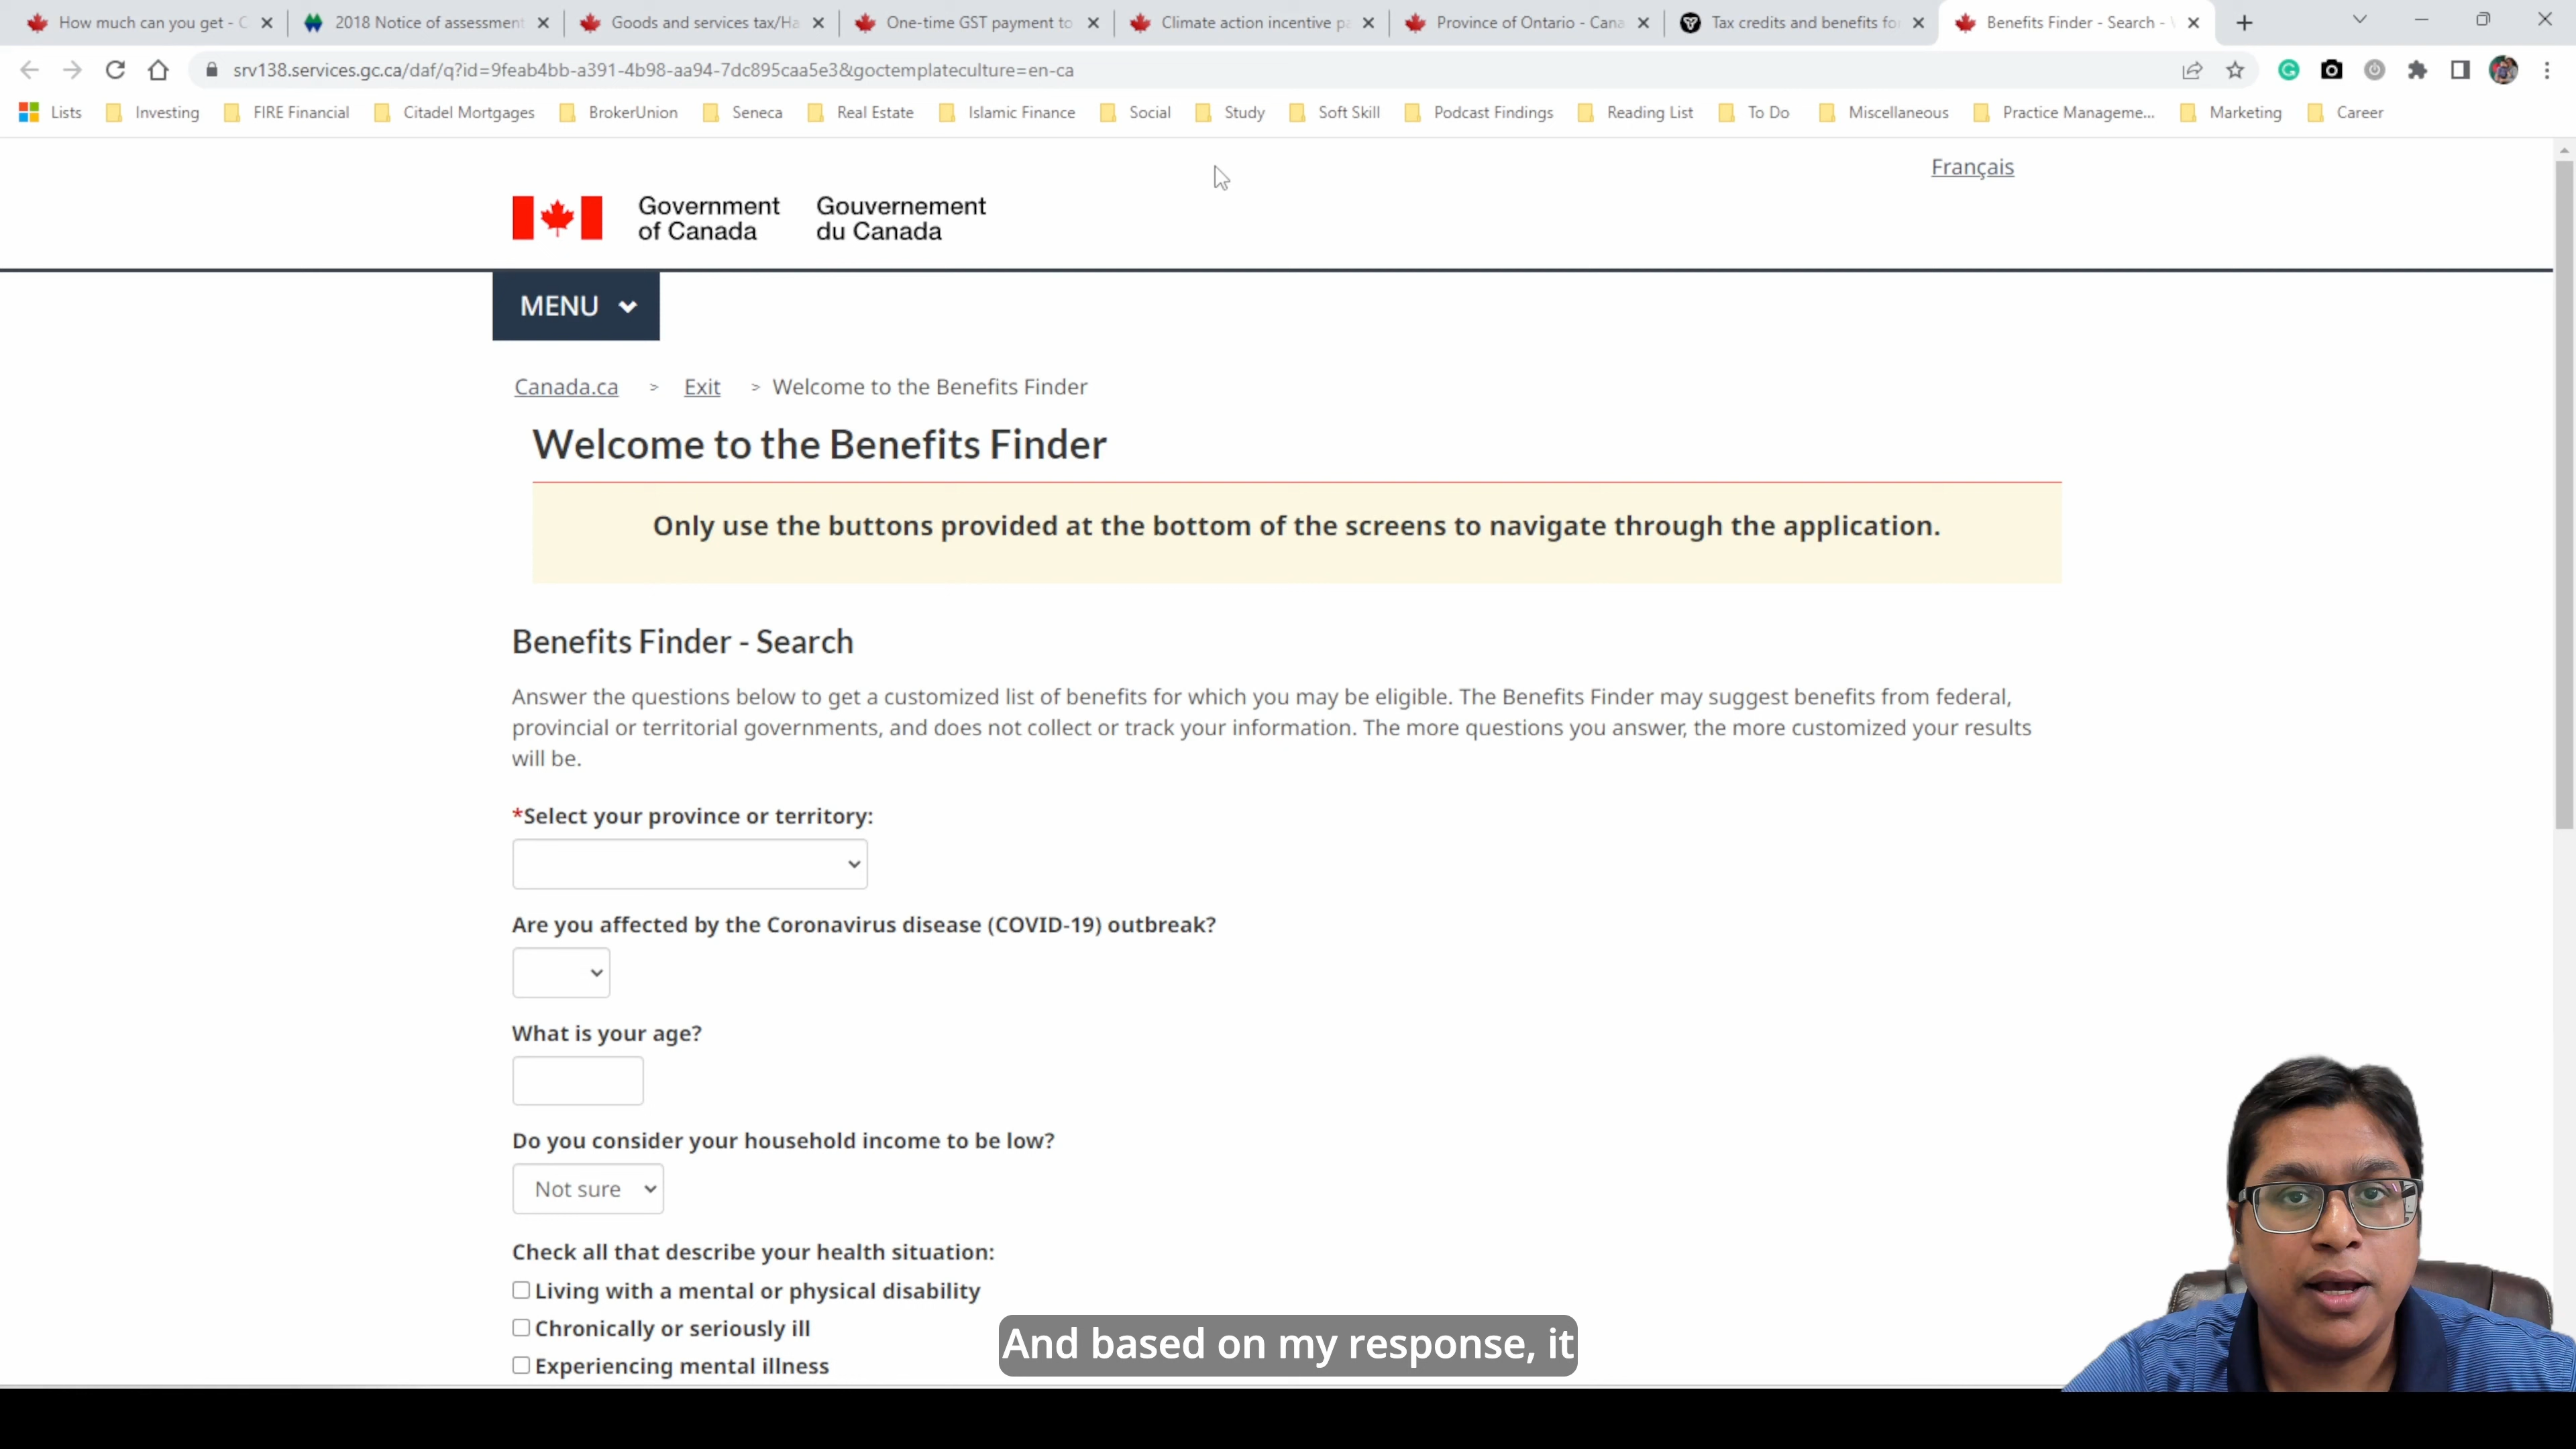 How much can you get - C
2018 Notice of assessment
Goods and services tax/Ha
One-time GST payment to
Climate action incentive pa
Province of Ontario - Cana
Tax credits and benefits for
Benefits Finder - Search -
srv138.services.gc.ca/daf/q?id=9feab4bb-a391-4b98-aa94-7dc895caa5e3&goctemplateculture=en-ca
Lists
Investing
FIRE Financial
Citadel Mortgages
BrokerUnion
Seneca
Real Estate
Islamic Finance
Social
Study
Soft Skill
Podcast Findings
Reading List
To Do
Miscellaneous
Practice Manageme...
Marketing
Career
Français
Government
of Canada
Gouvernement
du Canada
MENU
Canada.ca > Exit > Welcome to the Benefits Finder
Welcome to the Benefits Finder
Only use the buttons provided at the bottom of the screens to navigate through the application.
Benefits Finder - Search
Answer the questions below to get a customized list of benefits for which you may be eligible. The Benefits Finder may suggest benefits from federal,
provincial or territorial governments, and does not collect or track your information. The more questions you answer, the more customized your results
will be.
*Select your province or territory:
Are you affected by the Coronavirus disease (COVID-19) outbreak?
What is your age?
Do you consider your household income to be low?
Not sure
Check all that describe your health situation:
Living with a mental or physical disability
Chronically or seriously ill
Experiencing mental illness
And based on my response, it